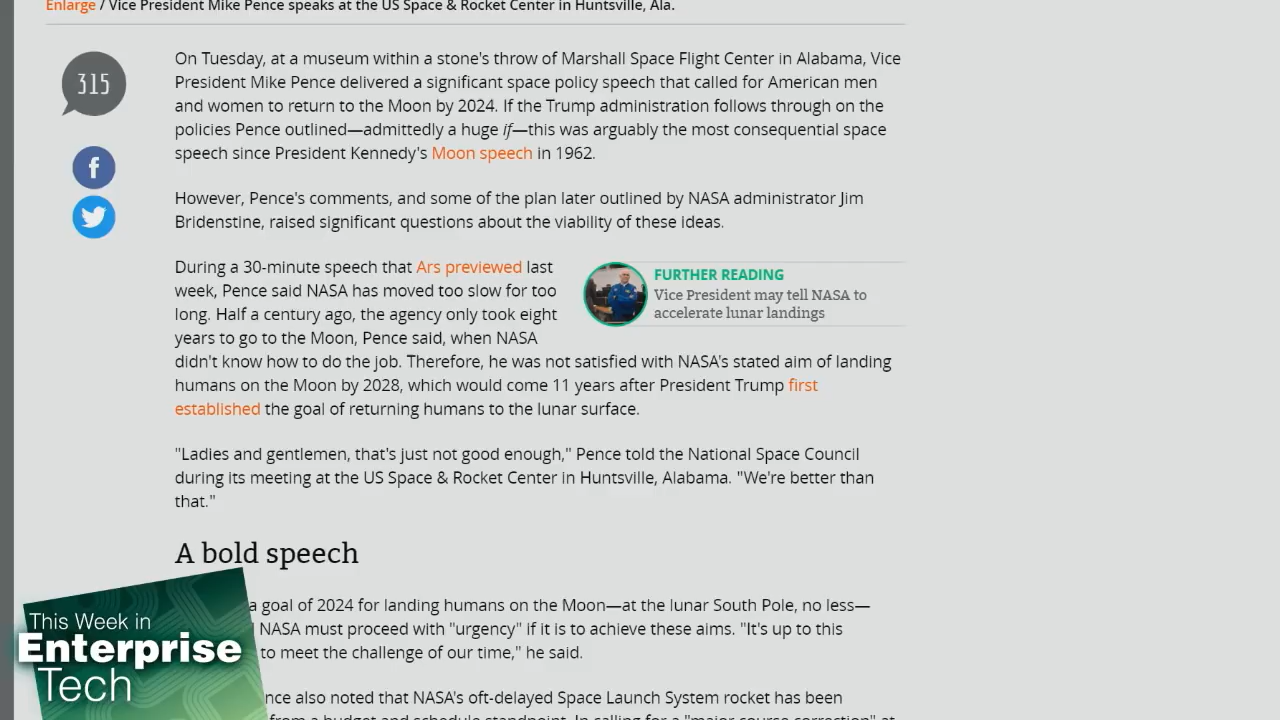 Enlarge / Vice President Mike Pence speaks at the US Space & Rocket Center in Huntsville, Ala.
315
On Tuesday, at a museum within a stone's throw of Marshall Space Flight Center in Alabama, Vice
President Mike Pence delivered a significant space policy speech that called for American men
and women to return to the Moon by 2024. If the Trump administration follows through on the
policies Pence outlined—admittedly a huge if—this was arguably the most consequential space
speech since President Kennedy's Moon speech in 1962.
However, Pence's comments, and some of the plan later outlined by NASA administrator Jim
Bridenstine, raised significant questions about the viability of these ideas.
During a 30-minute speech that Ars previewed last
week, Pence said NASA has moved too slow for too
long. Half a century ago, the agency only took eight
years to go to the Moon, Pence said, when NASA
FURTHER READING
Vice President may tell NASA to
accelerate lunar landings
didn't know how to do the job. Therefore, he was not satisfied with NASA's stated aim of landing
humans on the Moon by 2028, which would come 11 years after President Trump first
established the goal of returning humans to the lunar surface.
"Ladies and gentlemen, that's just not good enough," Pence told the National Space Council
during its meeting at the US Space & Rocket Center in Huntsville, Alabama. "We're better than
that."
A bold speech
a goal of 2024 for landing humans on the Moon—at the lunar South Pole, no less—
NASA must proceed with "urgency" if it is to achieve these aims. "It's up to this
to meet the challenge of our time," he said.
nce also noted that NASA's oft-delayed Space Launch System rocket has been
from a budget and schedule standpoint. In calling for a "major course correction" at
This Week in
Enterprise
Tech